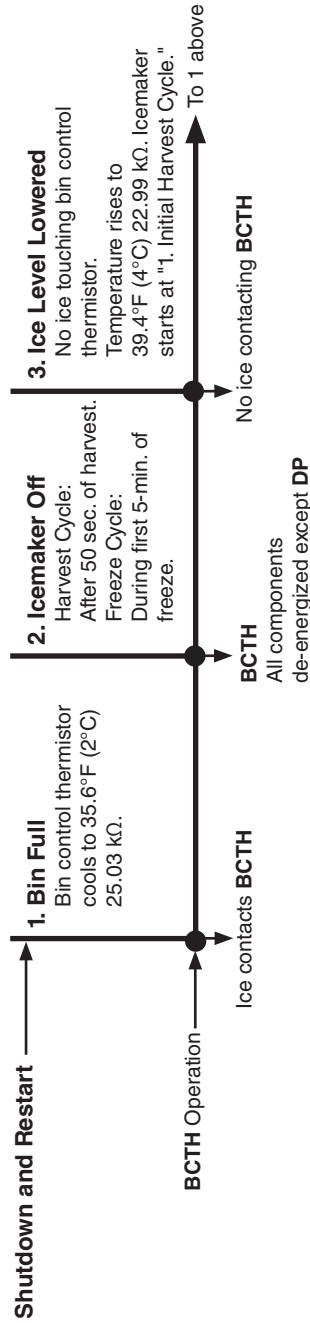 Shutdown and Restart
1. Bin Full
Bin control thermistor
cools to 35.6°F (2°C)
25.03 kΩ.
2. Icemaker Off
Harvest Cycle:
After 50 sec. of harvest.
Freeze Cycle:
During first 5-min. of
freeze.
3. Ice Level Lowered
No ice touching bin control
thermistor.
Temperature rises to
39.4°F (4°C) 22.99 kΩ. Icemaker
starts at "1. Initial Harvest Cycle."
BCTH Operation
To 1 above
Ice contacts BCTH
BCTH
All components
de-energized except DP
No ice contacting BCTH